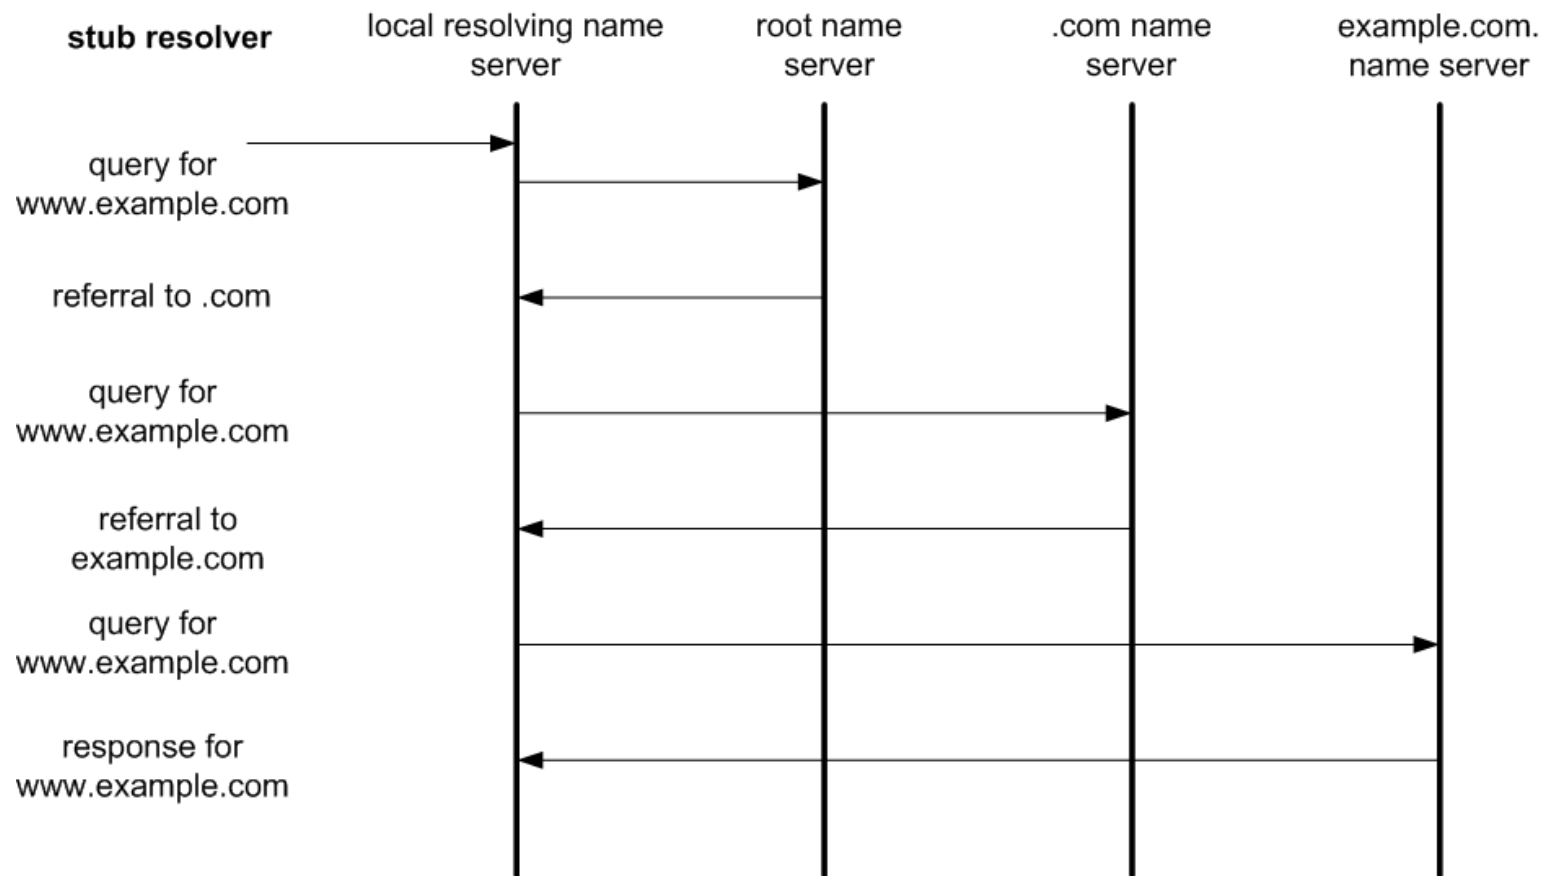 stub resolver
local resolving name
server
root name
server
.com name
server
example.com.
name server
query for
www.example.com
referral to .com
query for
www.example.com
referral to
example.com
query for
www.example.com
response for
www.example.com